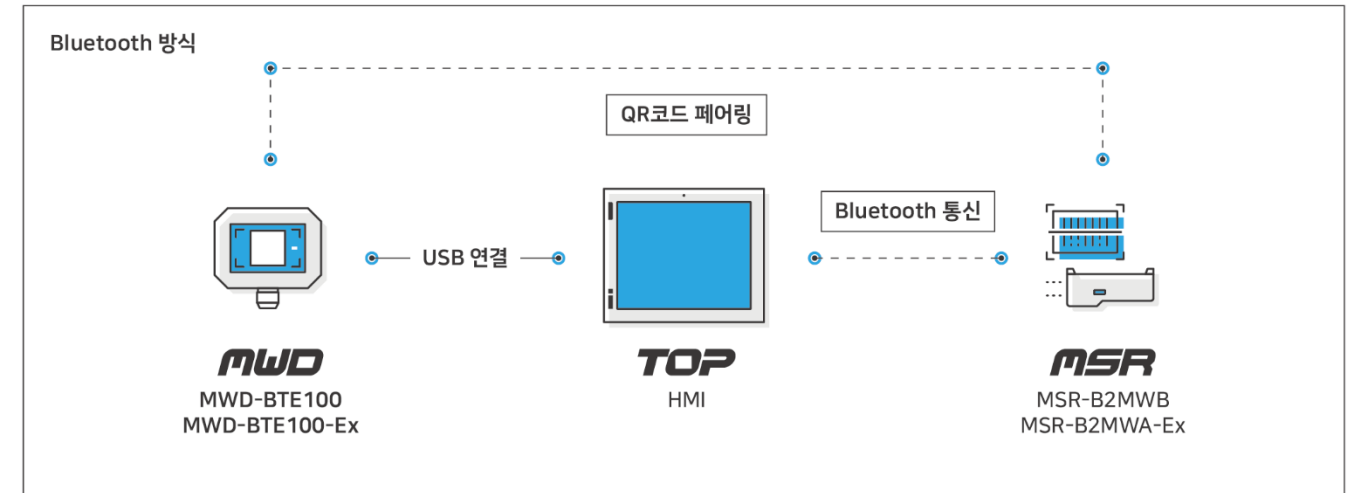 Bluetooth 방식
QR코드 페어링
Bluetooth 통신
USB 연결
MWD
MWD-BTE100
MWD-BTE100-Ex
TOP
HMI
MSR
MSR-B2MWB
MSR-B2MWA-Ex